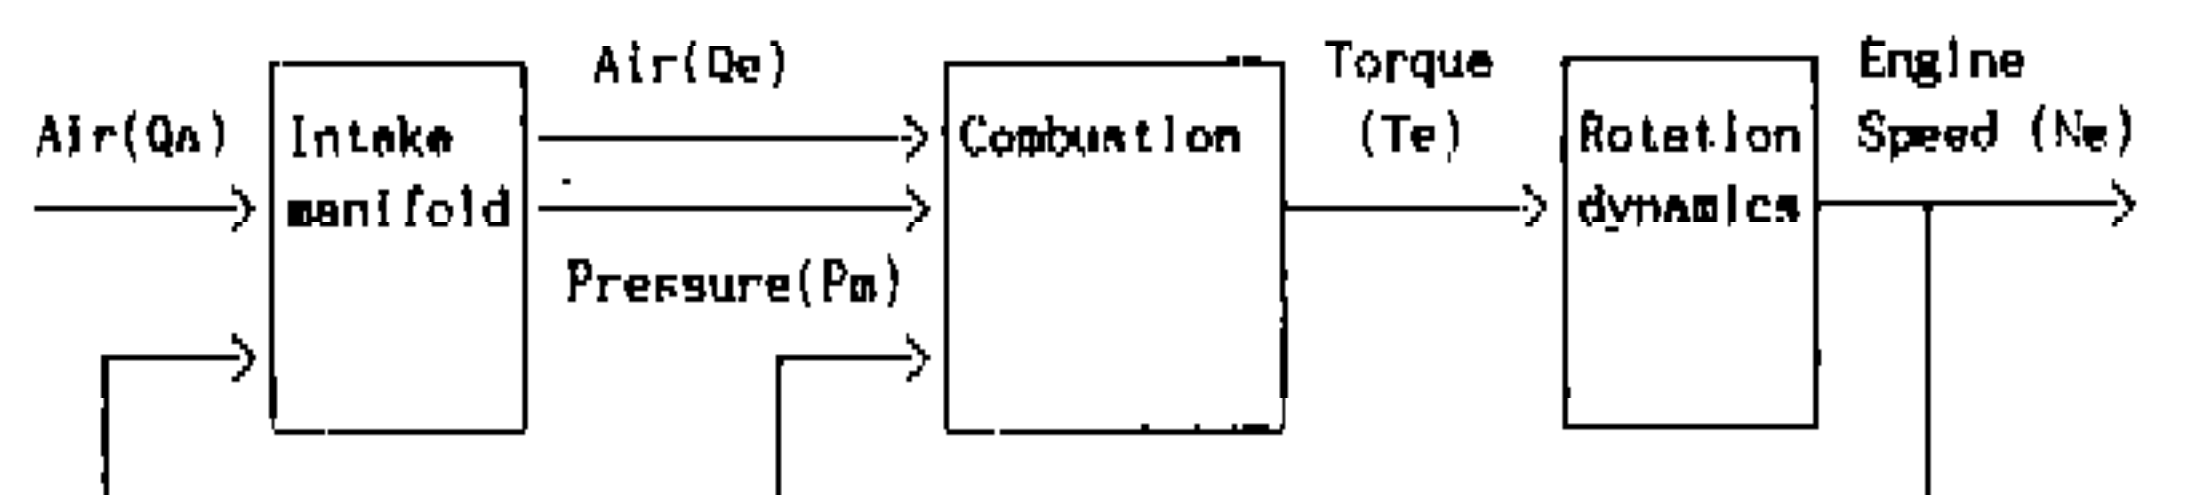 Air(Qa)
Intake
manifold
Air(Qe)
Pressure(Pm)
Combustion
Torque
(Te)
Rotation
dynamics
Engine
Speed (Ne)